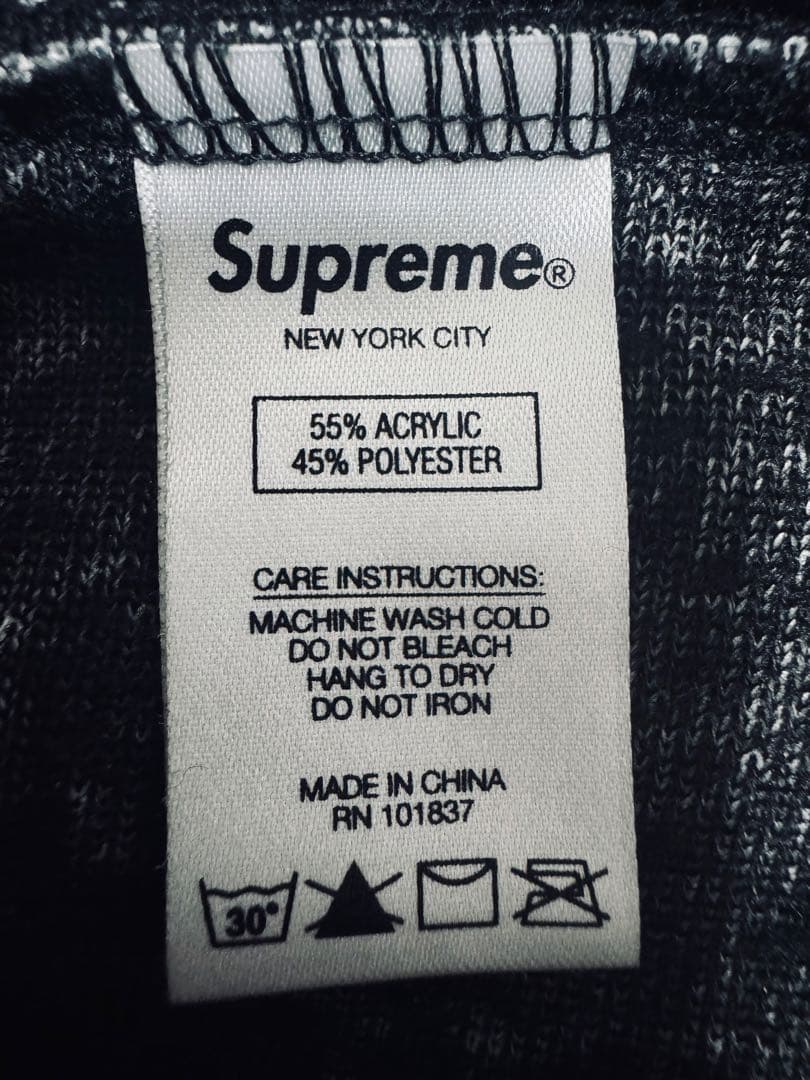 Supreme®
NEW YORK CITY
55% ACRYLIC
45% POLYESTER
CARE INSTRUCTIONS:
MACHINE WASH COLD
DO NOT BLEACH
HANG TO DRY
DO NOT IRON
MADE IN CHINA
RN 101837
30°